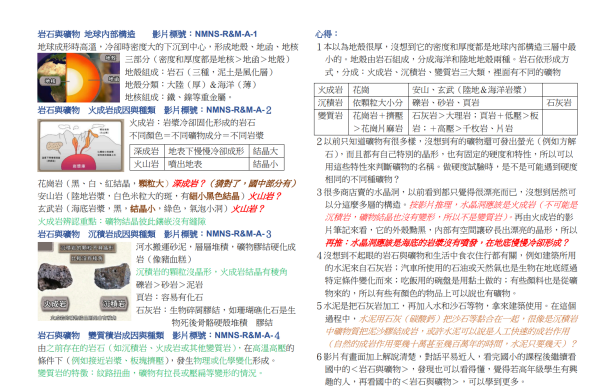 岩石與礦物 地球內部構造 影片標號：NMNS-R&M-A-1
地球成形時高溫，冷卻時密度大的下沉到中心，形成地殼、地函、地核
三部分（密度和厚度都是地核>地函>地殼）
地殼組成：岩石（三種，泥土是風化層）
地殼分類：大陸（厚）& 海洋（薄）
地核組成：鐵、鎳等重金屬。
地殼
地核
岩石與礦物 火成岩成因與種類 影片標號：NMNS-R&M-A-2
火成岩：岩漿冷卻固化形成的岩石
不同顏色＝不同礦物成分＝不同岩漿
深成岩 地表下慢慢冷卻成形 結晶大
火山岩 噴出地表 結晶小
花崗岩（黑、白、紅結晶，顆粒大）深成岩？（猜對了，國中部分有）
安山岩（陸地岩漿，白色米粒大的斑，有細小黑色結晶）火山岩？
玄武岩（海底岩漿，黑，結晶小，綠色，氣泡小洞）火山岩？
火成岩辨認重點：礦物結晶彼此鑲嵌沒有縫隙
岩石與礦物 沉積岩成因與種類 影片標號：NMNS-R&M-A-3
河水搬運砂泥，層層堆積，礦物膠結硬化成
岩（像豬血糕）
沉積岩的顆粒沒晶形，火成岩結晶有稜角
礫岩>砂岩>泥岩
頁岩：容易有化石
石灰岩：生物碎屑膠結，如珊瑚礁化石是生
物死後骨骼硬殼堆積 膠結
火成岩
沉積岩
岩石與礦物 變質積岩成因與種類 影片標號：NMNS-R&M-A-4
由之前存在的岩石（如沉積岩、火成岩或其他變質岩），在高溫高壓的
條件下（例如接近岩漿、板塊擠壓），發生物理或化學變化形成。
變質岩的特徵：紋路扭曲，礦物有拉長或壓扁等變形的情況。
心得：
1 本以為地殼很厚，沒想到它的密度和厚度都是地球內部構造三層中最
小的。地殼由岩石組成，分成海洋和陸地地殼兩種。岩石依形成方
式，分成：火成岩、沉積岩、變質岩三大類，裡面有不同的礦物
火成岩 花崗 安山、玄武（陸地＆海洋岩漿）
沉積岩 依顆粒大小分 礫岩、砂岩、頁岩 石灰岩
變質岩 花崗岩+擠壓 石灰岩>大理岩；頁岩+低壓>板
>花崗片麻岩 岩：+高壓>千枚岩、片岩
2 以前只知道礦物有很多種，沒想到有的礦物還可發出螢光（例如方解
石），而且都有自己特別的晶形，也有固定的硬度和特性，所以可以
用這些特性來判斷礦物的名稱。做硬度試驗時，是不是可能遇到硬度
相同的不同種礦物？
3 很多商店賣的水晶洞，以前看到都只覺得很漂亮而已，沒想到居然可
以分這麼多層的構造。按影片推理，水晶洞應該是火成岩（不可能是
沉積岩，礦物結晶也沒有變形，所以不是變質岩），再由火成岩的影
片筆記來看，它的外殼黝黑，內部有空間讓矽長出漂亮的晶形，所以
再推：水晶洞應該是海底的岩漿沒有噴發，在地底慢慢冷卻形成？
4 沒想到不起眼的岩石與礦物和生活中食衣住行都有關，例如建築所用
的水泥來自石灰岩；汽車所使用的石油或天然氣也是生物在地底經過
特定條件變化而來；吃飯用的碗盤是用黏土做的；有些顏料也是從礦
物來的，所以有些顏色的物品上可以說也有礦物。
5 水泥是把石灰岩加工，再加入水和沙石等物，拿來建築使用。在這個
過程中，水泥用石灰（碳酸鈣）把沙石等黏合在一起，很像是沉積岩
中礦物質把泥沙膠結成岩，或許水泥可以說是人工快速的成岩作用
（自然的成岩作用要幾十萬甚至幾百萬年的時間，水泥只要幾天）？
6 影片有畫面加上解說清楚，對話平易近人，看完國小的課程後繼續看
國中的<岩石與礦物>，發現也可以看得懂，覺得若高年級學生有興
趣的人，再看國中的<岩石與礦物>，可以學到更多。